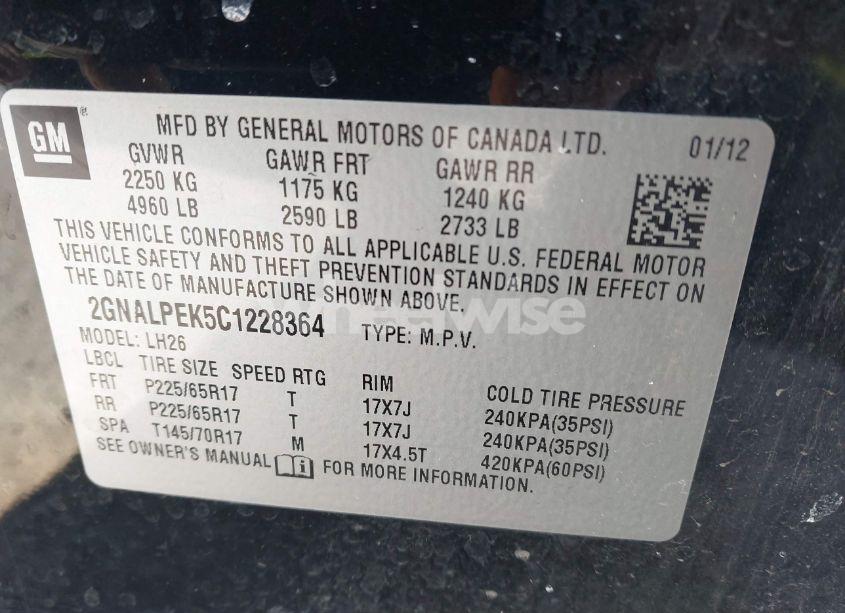 GM ®
MFD BY GENERAL MOTORS OF CANADA LTD. 01/12
GVWR GAWR FRT GAWR RR
2250 KG 1175 KG 1240 KG
4960 LB 2590 LB 2733 LB
THIS VEHICLE CONFORMS TO ALL APPLICABLE U.S. FEDERAL MOTOR
VEHICLE SAFETY AND THEFT PREVENTION STANDARDS IN EFFECT ON
THE DATE OF MANUFACTURE SHOWN ABOVE.
2GNALPEK5C1228364 TYPE: M.P.V.
MODEL: LH26
LBCL TIRE SIZE SPEED RTG RIM COLD TIRE PRESSURE
FRT P225/65R17 T 17X7J 240KPA(35PSI)
RR P225/65R17 T 17X7J 240KPA(35PSI)
SPA T145/70R17 M 17X4.5T 420KPA(60PSI)
SEE OWNER'S MANUAL FOR MORE INFORMATION.